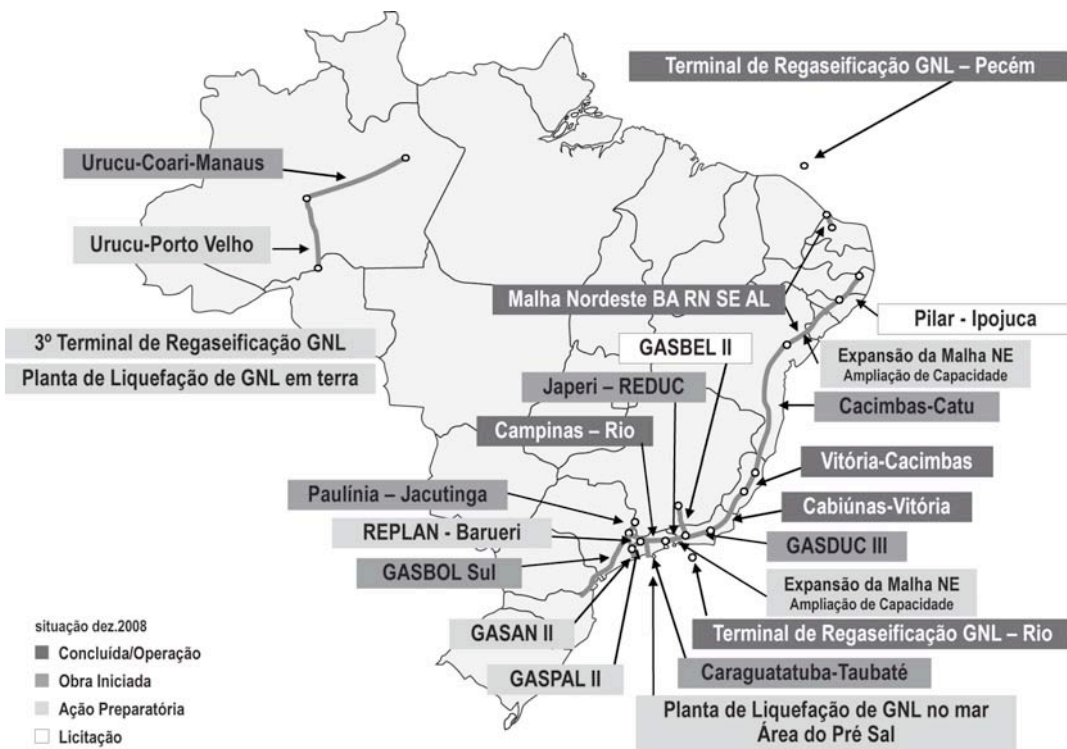 Terminal de Regaseificação GNL – Pecém
Urucu-Coari-Manaus
Urucu-Porto Velho
Malha Nordeste BA RN SE AL
Pilar - Ipojuca
3º Terminal de Regaseificação GNL
GASBEL II
Expansão da Malha NE
Ampliação de Capacidade
Planta de Liquefação de GNL em terra
Japeri – REDUC
Cacimbas-Catu
Campinas – Rio
Vitória-Cacimbas
Paulínia – Jacutinga
Cabiúnas-Vitória
REPLAN - Barueri
GASDUC III
GASBOL Sul
Expansão da Malha NE
Ampliação de Capacidade
GASAN II
Terminal de Regaseificação GNL – Rio
GASPAL II
Caraguatatuba-Taubaté
Planta de Liquefação de GNL no mar
Área do Pré Sal
situação dez.2008
Concluída/Operação
Obra Iniciada
Ação Preparatória
Licitação